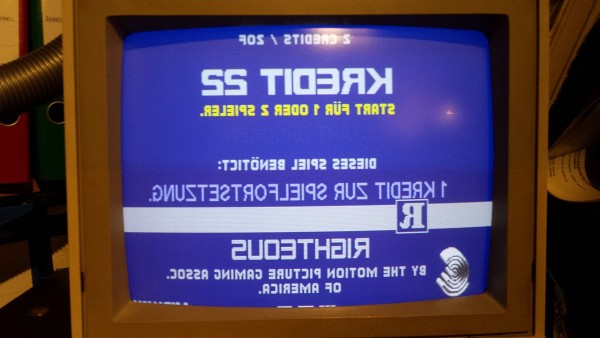 2 CREDITS /
KREDIT 22
START FÜR 1 ODER 2 SPIELER.
DIESES SPIEL BENÖTIGT:
1 KREDIT ZUR SPIELFORTSETZUNG.
R
RIGHTEOUS
BY THE MOTION PICTURE GAMING ASSOC.
OF AMERICA.